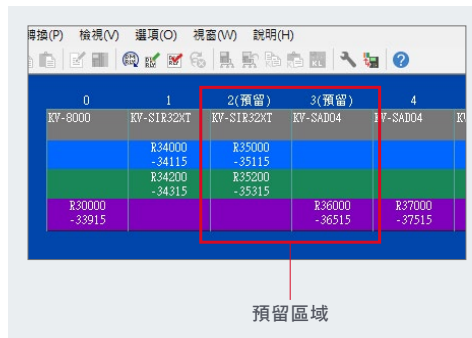 轉換(P) 檢視(V) 選項(O) 視窗(W) 說明(H)
0 1 2(預留) 3(預留) 4
KV-8000 KV-SIR32XT KV-SIR32XT KV-SAD04 KV-SAD04 KV
R34000 R35000
-34115 -35115
R34200 R35200
-34315 -35315
R30000 R36000 R37000
-33915 -36515 -37515
預留區域